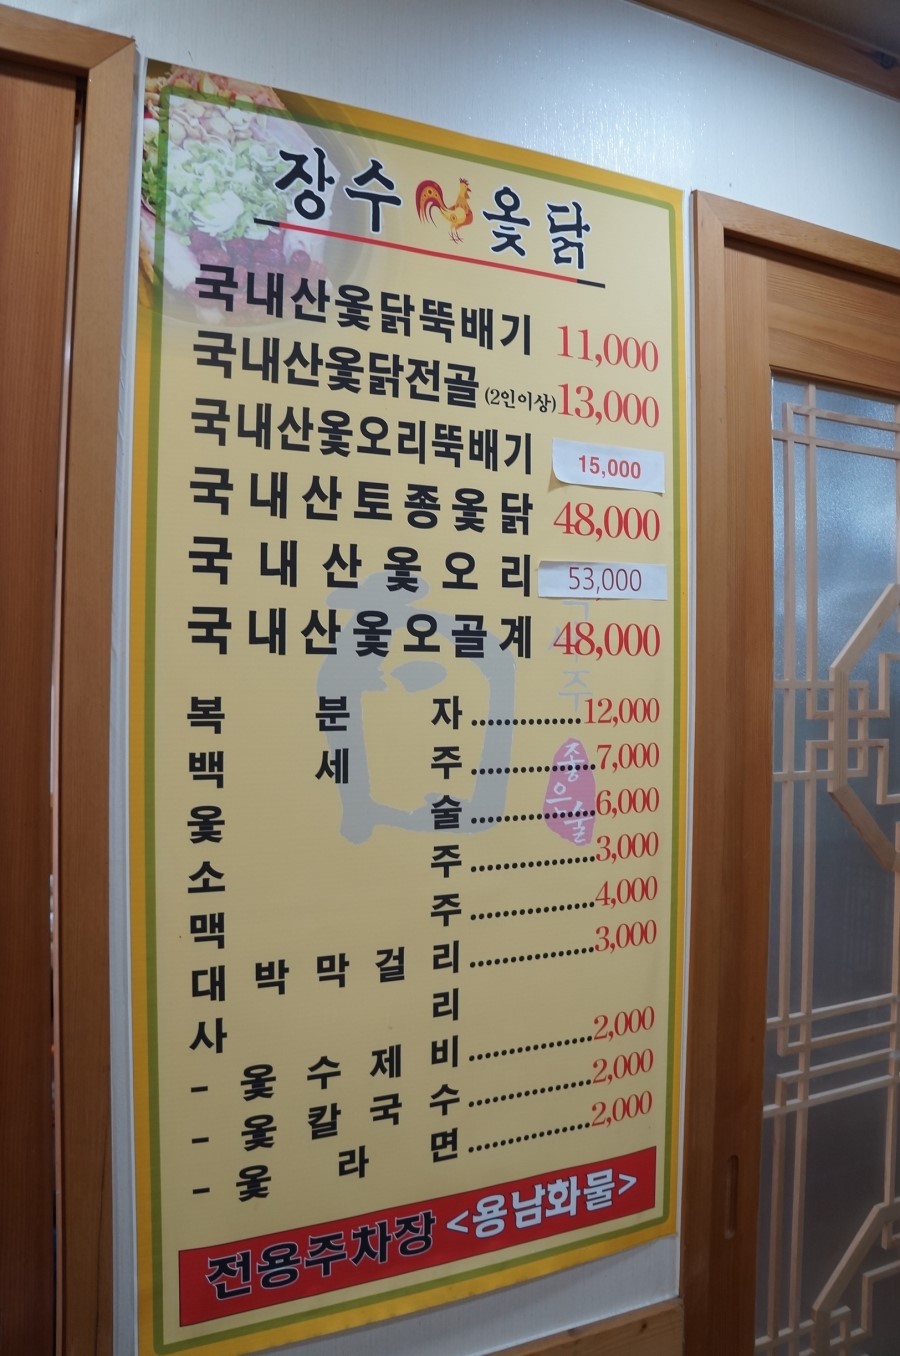 장수 옻닭
국내산옻닭뚝배기 11,000
국내산옻닭전골(2인이상) 13,000
국내산옻오리뚝배기 15,000
국내산토종옻닭 48,000
국내산옻오리 53,000
국내산옻오골계 48,000
복분자..............12,000
백세주..............7,000
옻술..............6,000
소주..............3,000
맥주..............4,000
대박막걸리..............3,000
사리
- 옻수제비..............2,000
- 옻칼국수..............2,000
- 옻라면..............2,000
좋은술
전용주차장 <용남화물>